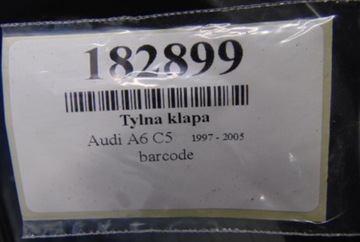 182899
Tylna klapa
Audi A6 C5 1997 - 2005
barcode